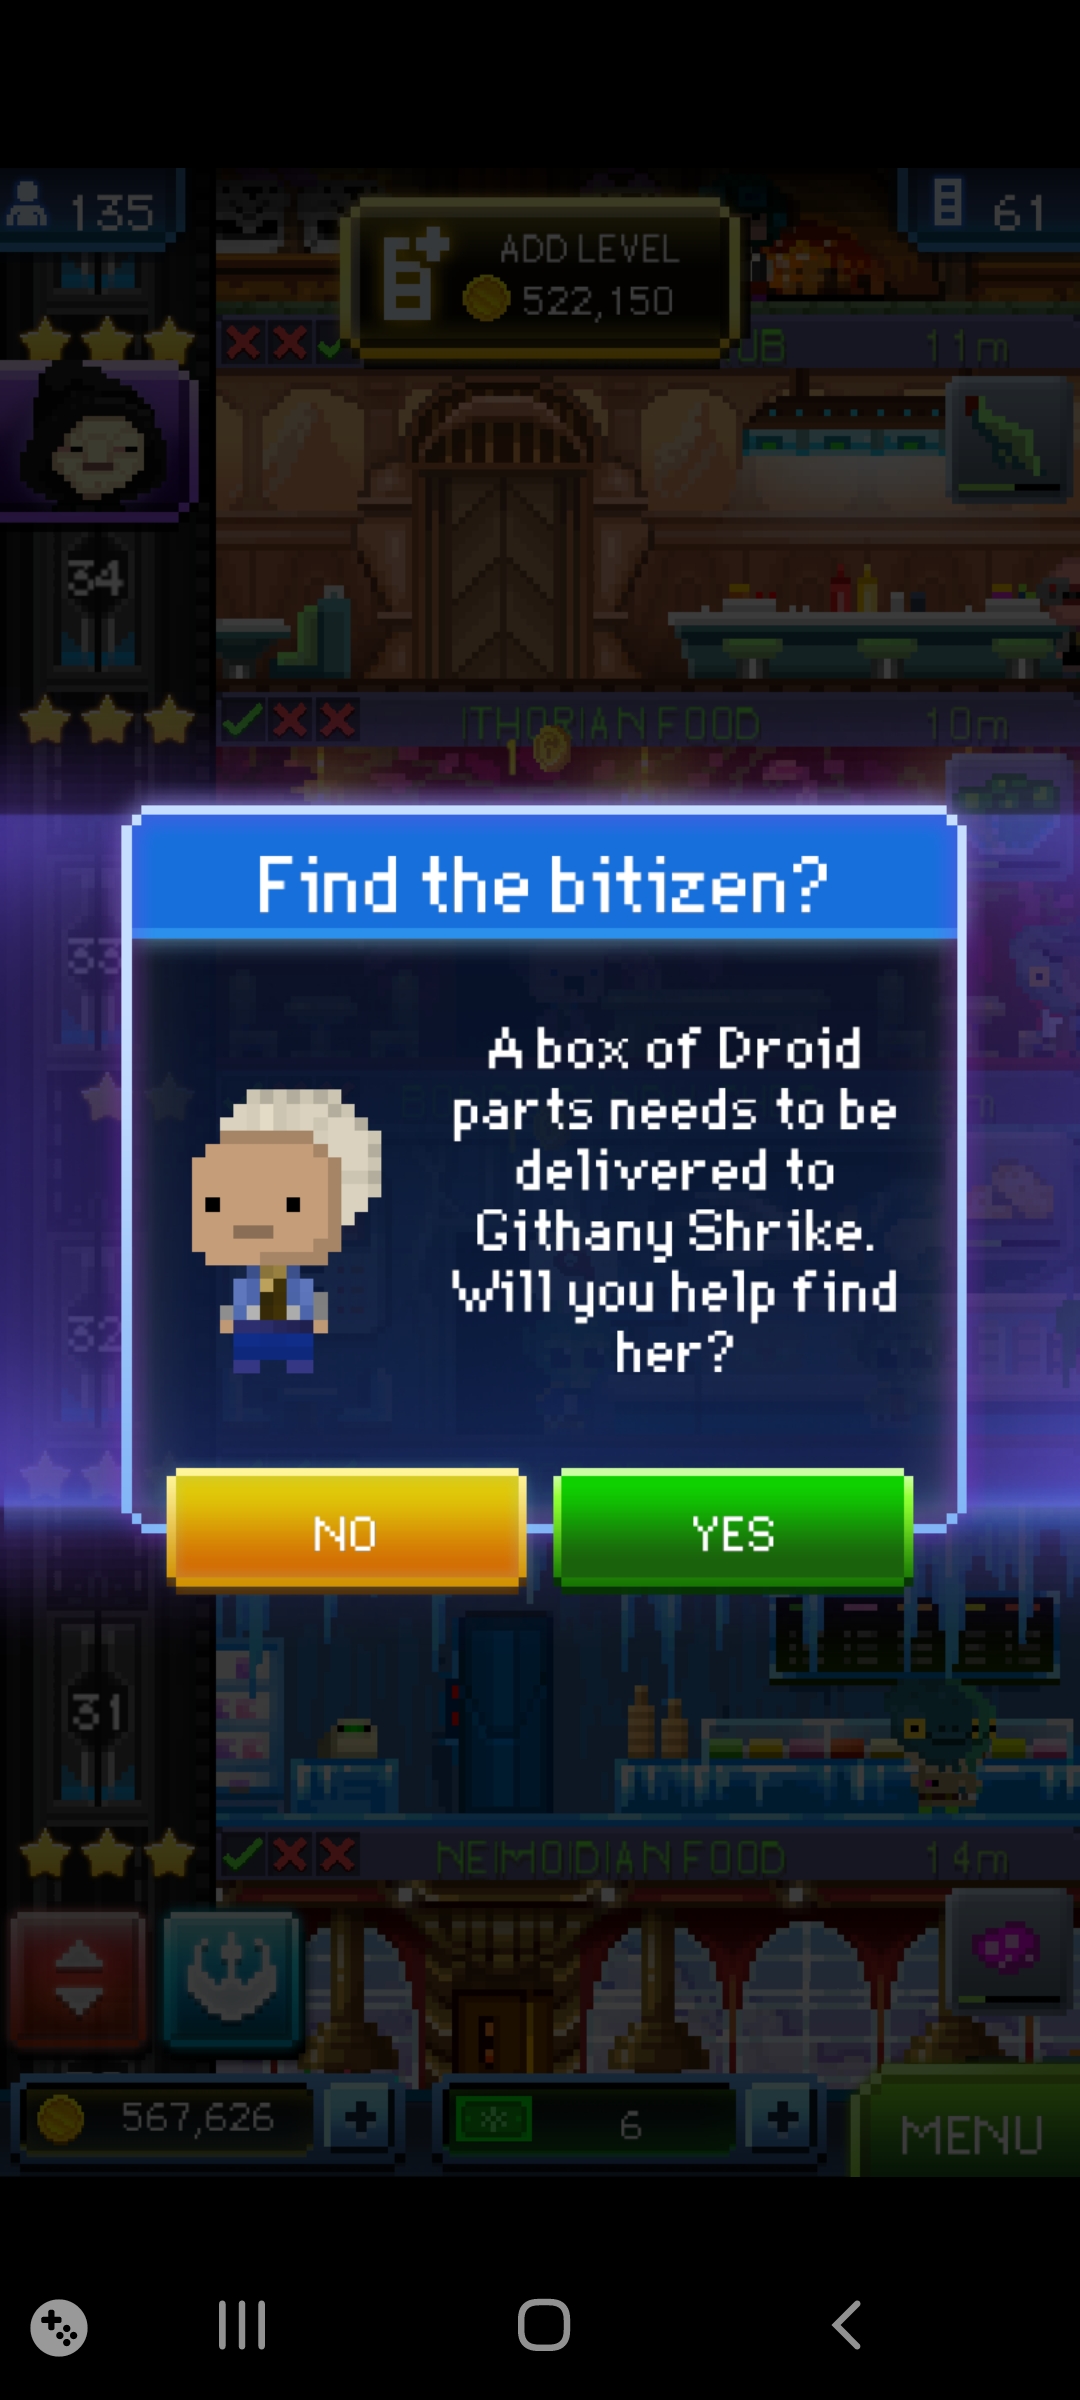 135
61
ADD LEVEL
522,150
UB
11m
34
ITHORIAN FOOD
10m
1
33
Find the bitizen?
A box of Droid
parts needs to be
delivered to
Githany Shrike.
Will you help find
her?
32
NO
YES
31
NEIMOIDIAN FOOD
14m
567,626
+
6
+
MENU